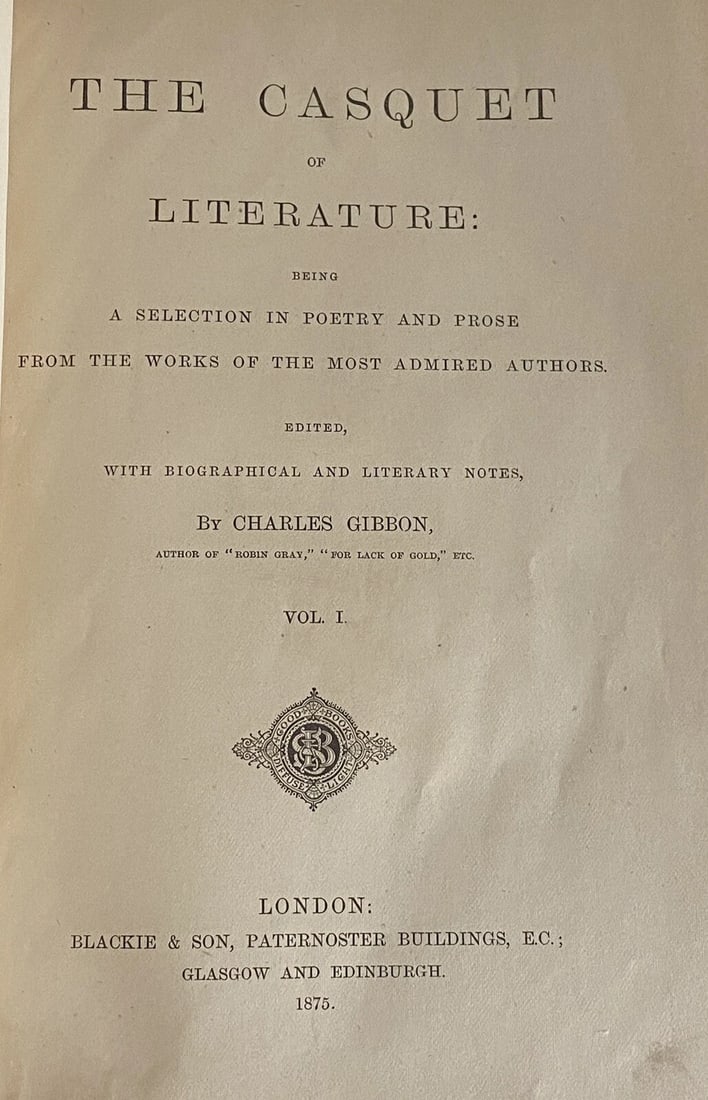 THE CASQUET
OF
LITERATURE:
BEING
A SELECTION IN POETRY AND PROSE
FROM THE WORKS OF THE MOST ADMIRED AUTHORS.
EDITED,
WITH BIOGRAPHICAL AND LITERARY NOTES,
BY CHARLES GIBBON,
AUTHOR OF "ROBIN GRAY," "FOR LACK OF GOLD," ETC.
VOL. I.
GOOD BOOKS
DIFFUSE LIGHT
LONDON:
BLACKIE & SON, PATERNOSTER BUILDINGS, E.C.;
GLASGOW AND EDINBURGH.
1875.